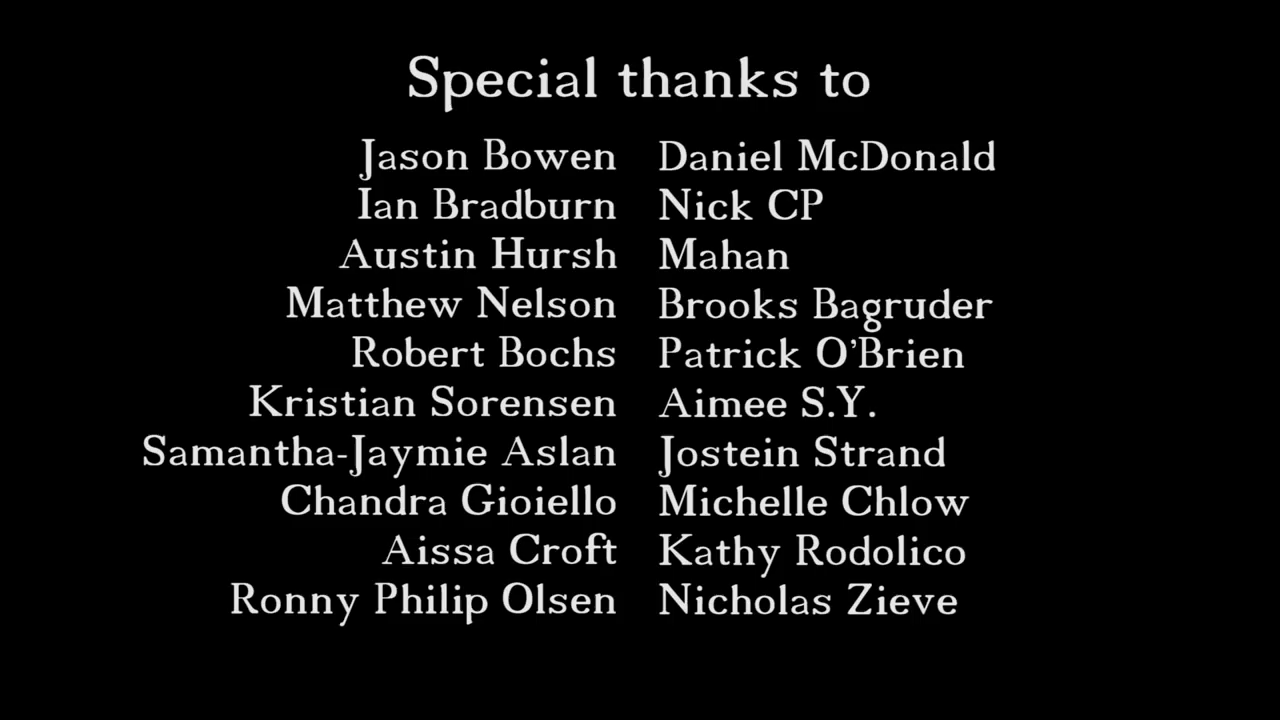 Special thanks to
Jason Bowen Daniel McDonald
Ian Bradburn Nick CP
Austin Hursh Mahan
Matthew Nelson Brooks Bagruder
Robert Bochs Patrick O'Brien
Kristian Sorensen Aimee S.Y.
Samantha-Jaymie Aslan Jostein Strand
Chandra Gioiello Michelle Chlow
Aissa Croft Kathy Rodolico
Ronny Philip Olsen Nicholas Zieve